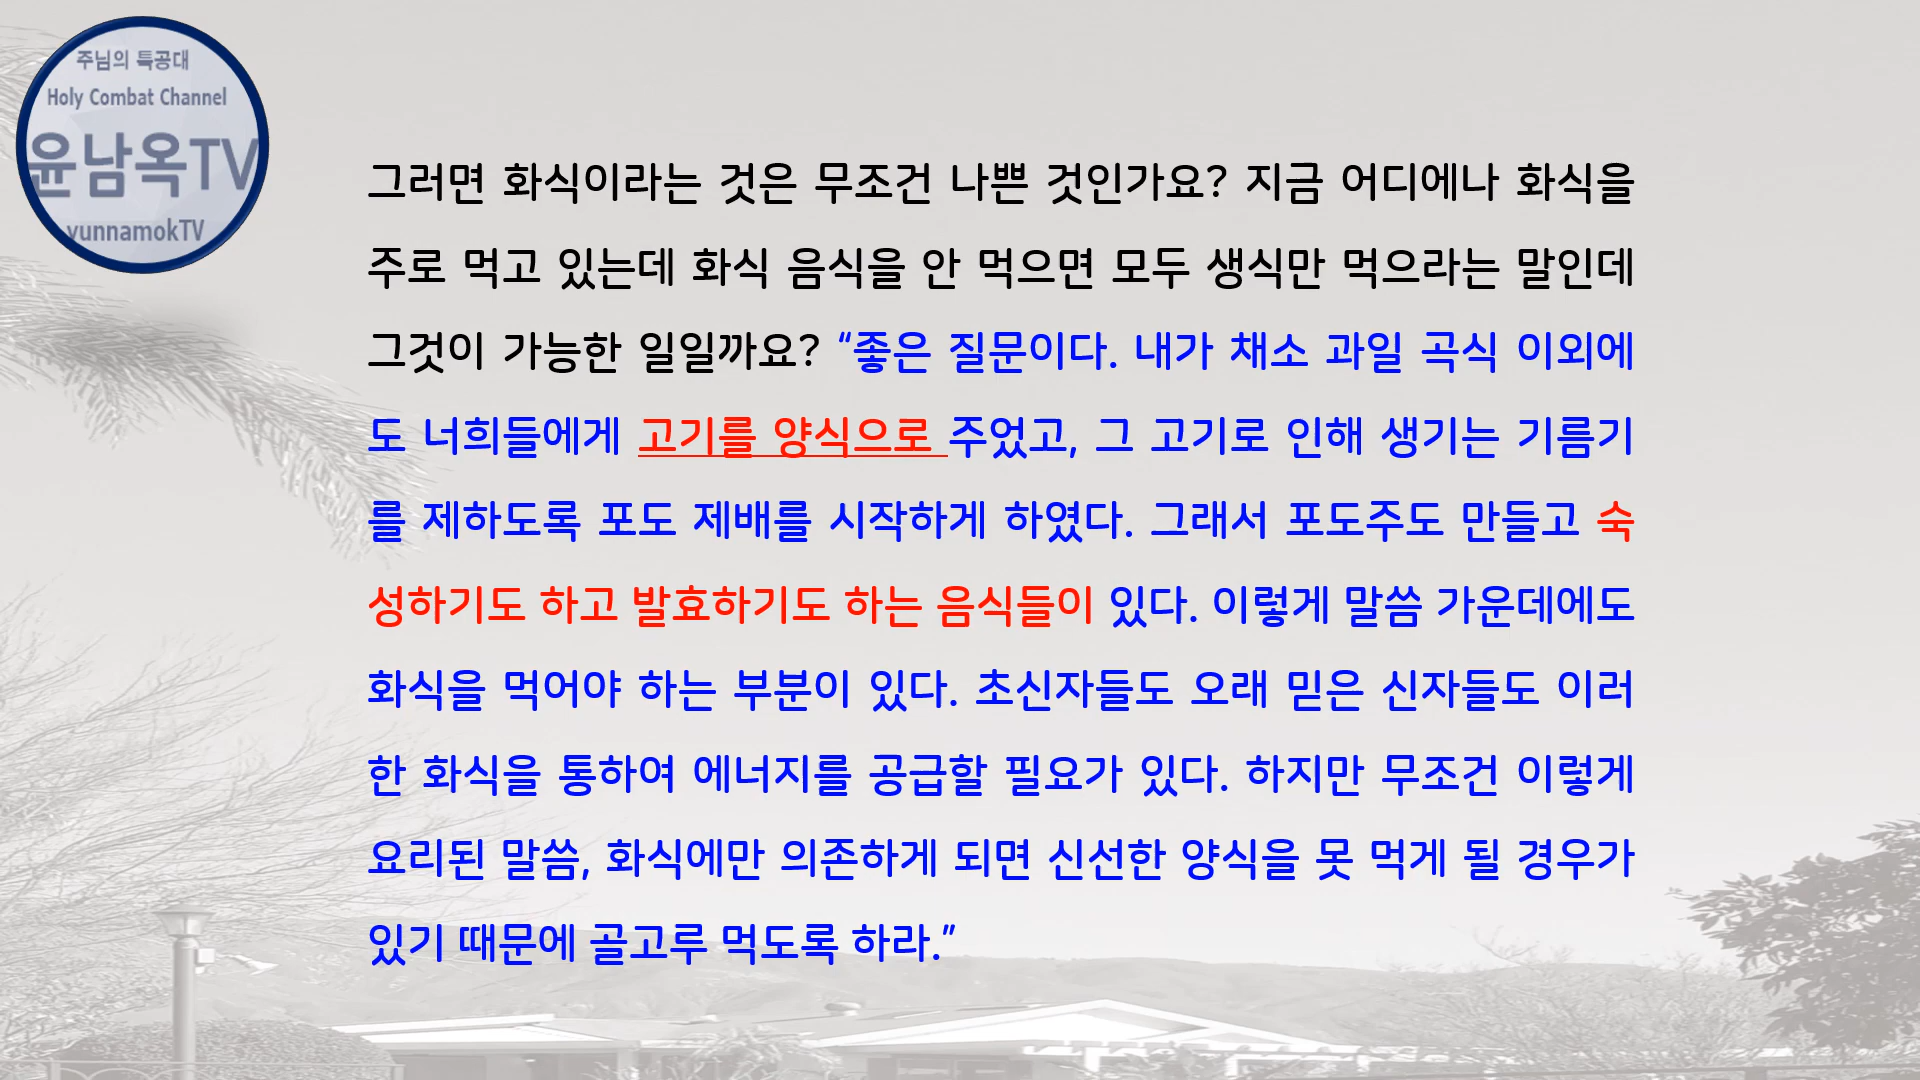 주님의 특공대
Holy Combat Channel
윤남옥TV
yunnamokTV
그러면 화식이라는 것은 무조건 나쁜 것인가요? 지금 어디에나 화식을
주로 먹고 있는데 화식 음식을 안 먹으면 모두 생식만 먹으라는 말인데
그것이 가능한 일일까요? “좋은 질문이다. 내가 채소 과일 곡식 이외에
도 너희들에게 고기를 양식으로 주었고, 그 고기로 인해 생기는 기름기
를 제하도록 포도 제배를 시작하게 하였다. 그래서 포도주도 만들고 숙
성하기도 하고 발효하기도 하는 음식들이 있다. 이렇게 말씀 가운데에도
화식을 먹어야 하는 부분이 있다. 초신자들도 오래 믿은 신자들도 이러
한 화식을 통하여 에너지를 공급할 필요가 있다. 하지만 무조건 이렇게
요리된 말씀, 화식에만 의존하게 되면 신선한 양식을 못 먹게 될 경우가
있기 때문에 골고루 먹도록 하라.”